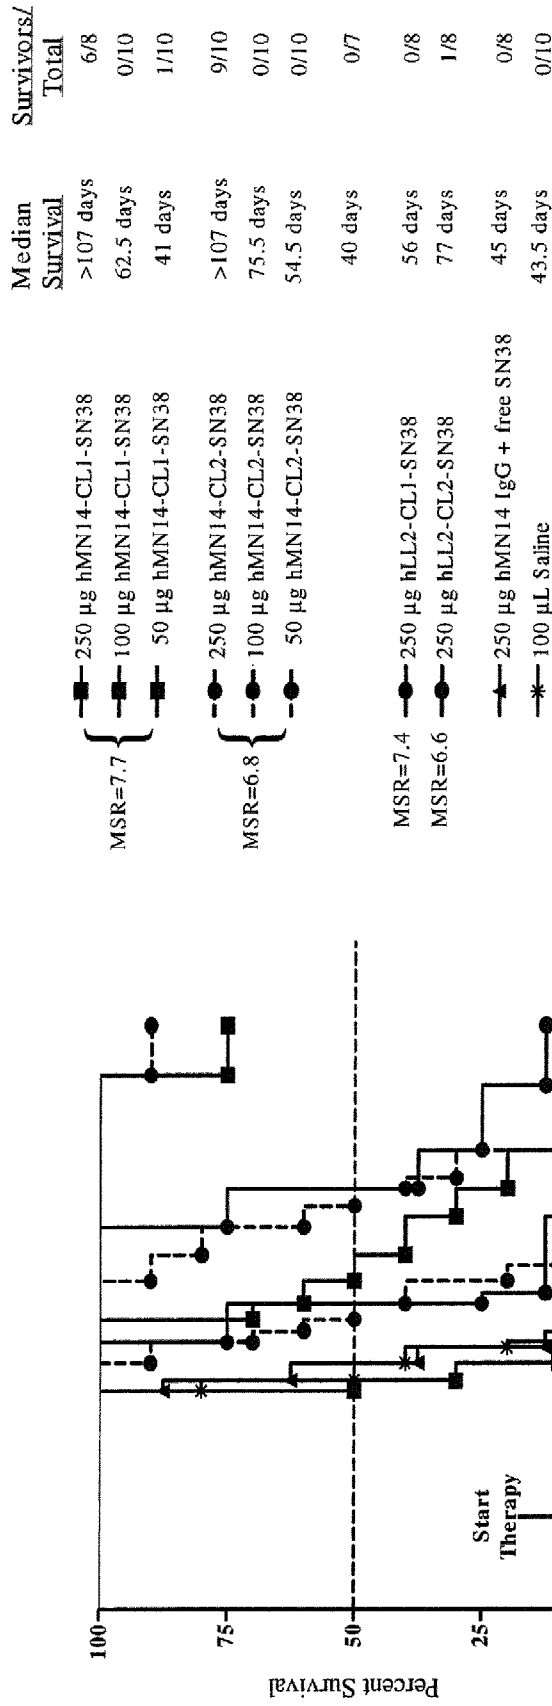 Median Survivors/
Survival Total
250 µg hMN14-CL1-SN38 >107 days 6/8
MSR=7.7 100 µg hMN14-CL1-SN38 62.5 days 0/10
50 µg hMN14-CL1-SN38 41 days 1/10
250 µg hMN14-CL2-SN38 >107 days 9/10
MSR=6.8 100 µg hMN14-CL2-SN38 75.5 days 0/10
50 µg hMN14-CL2-SN38 54.5 days 0/10
40 days 0/7
MSR=7.4 250 µg hLL2-CL1-SN38 56 days 0/8
MSR=6.6 250 µg hLL2-CL2-SN38 77 days 1/8
250 µg hMN14 IgG + free SN38 45 days 0/8
100 µL Saline 43.5 days 0/10
Percent Survival
100
75
50
25
Start
Therapy